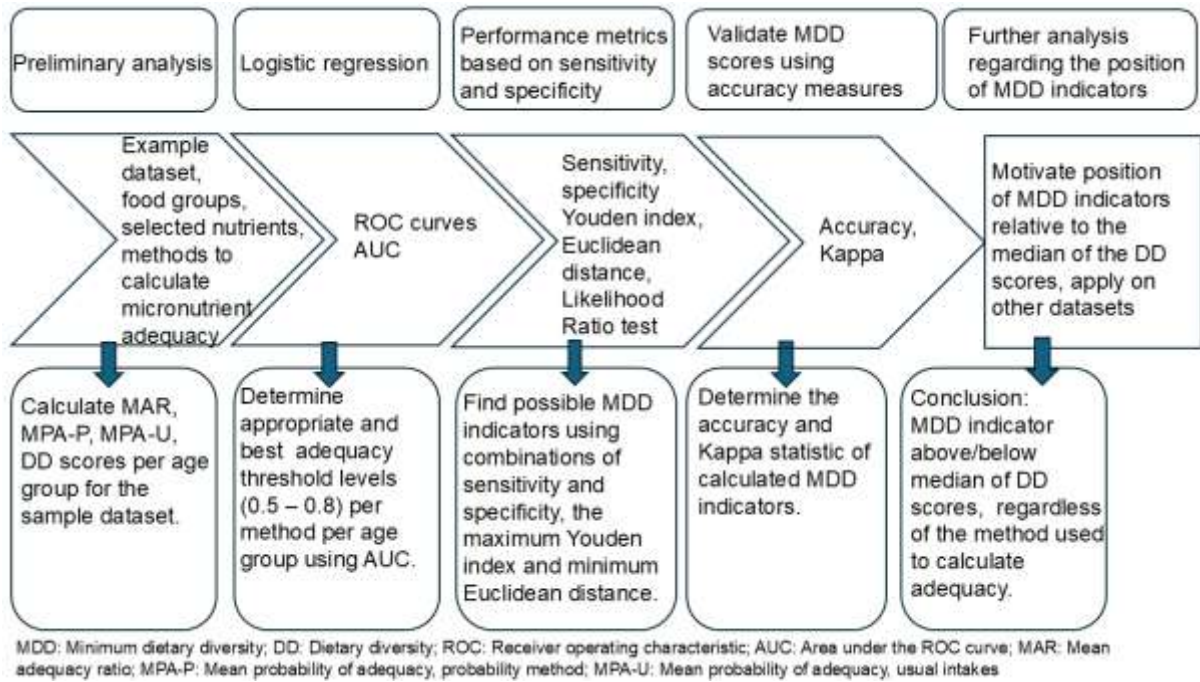 Preliminary analysis
Logistic regression
Performance metrics
based on sensitivity
and specificity
Validate MDD
scores using
accuracy measures
Further analysis
regarding the position
of MDD indicators
Example
dataset,
food groups,
selected nutrients,
methods to
calculate
micronutrient
adequacy
ROC curves
AUC
Sensitivity,
specificity
Youden index,
Euclidean
distance,
Likelihood
Ratio test
Accuracy,
Kappa
Motivate position
of MDD indicators
relative to the
median of the DD
scores, apply on
other datasets
Calculate MAR,
MPA-P, MPA-U,
DD scores per age
group for the
sample dataset.
Determine
appropriate and
best adequacy
threshold levels
(0.5 – 0.8) per
method per age
group using AUC.
Find possible MDD
indicators using
combinations of
sensitivity and
specificity, the
maximum Youden
index and minimum
Euclidean distance.
Determine the
accuracy and
Kappa statistic of
calculated MDD
indicators.
Conclusion:
MDD indicator
above/below
median of DD
scores, regardless
of the method used
to calculate
adequacy.
MDD: Minimum dietary diversity; DD: Dietary diversity; ROC: Receiver operating characteristic; AUC: Area under the ROC curve; MAR: Mean
adequacy ratio; MPA-P: Mean probability of adequacy, probability method; MPA-U: Mean probability of adequacy, usual intakes